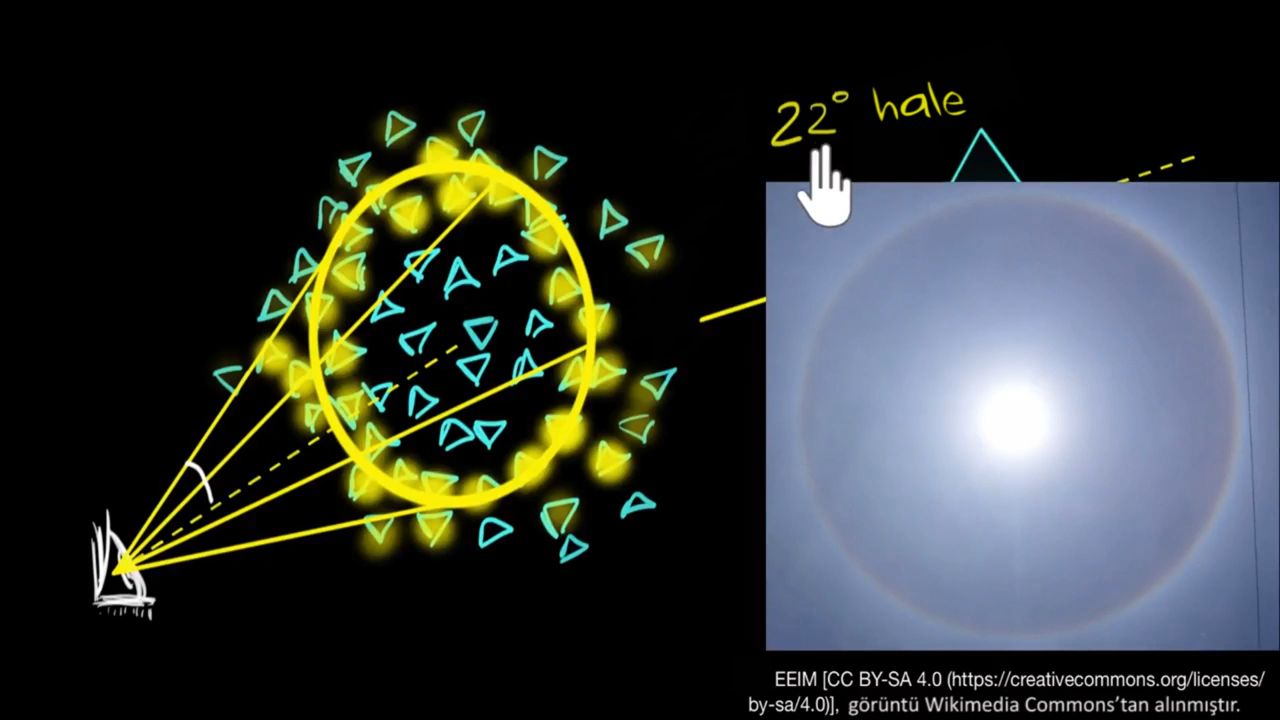 22° hale
EEIM [CC BY-SA 4.0 (https://creativecommons.org/licenses/
by-sa/4.0)], görüntü Wikimedia Commons'tan alınmıştır.